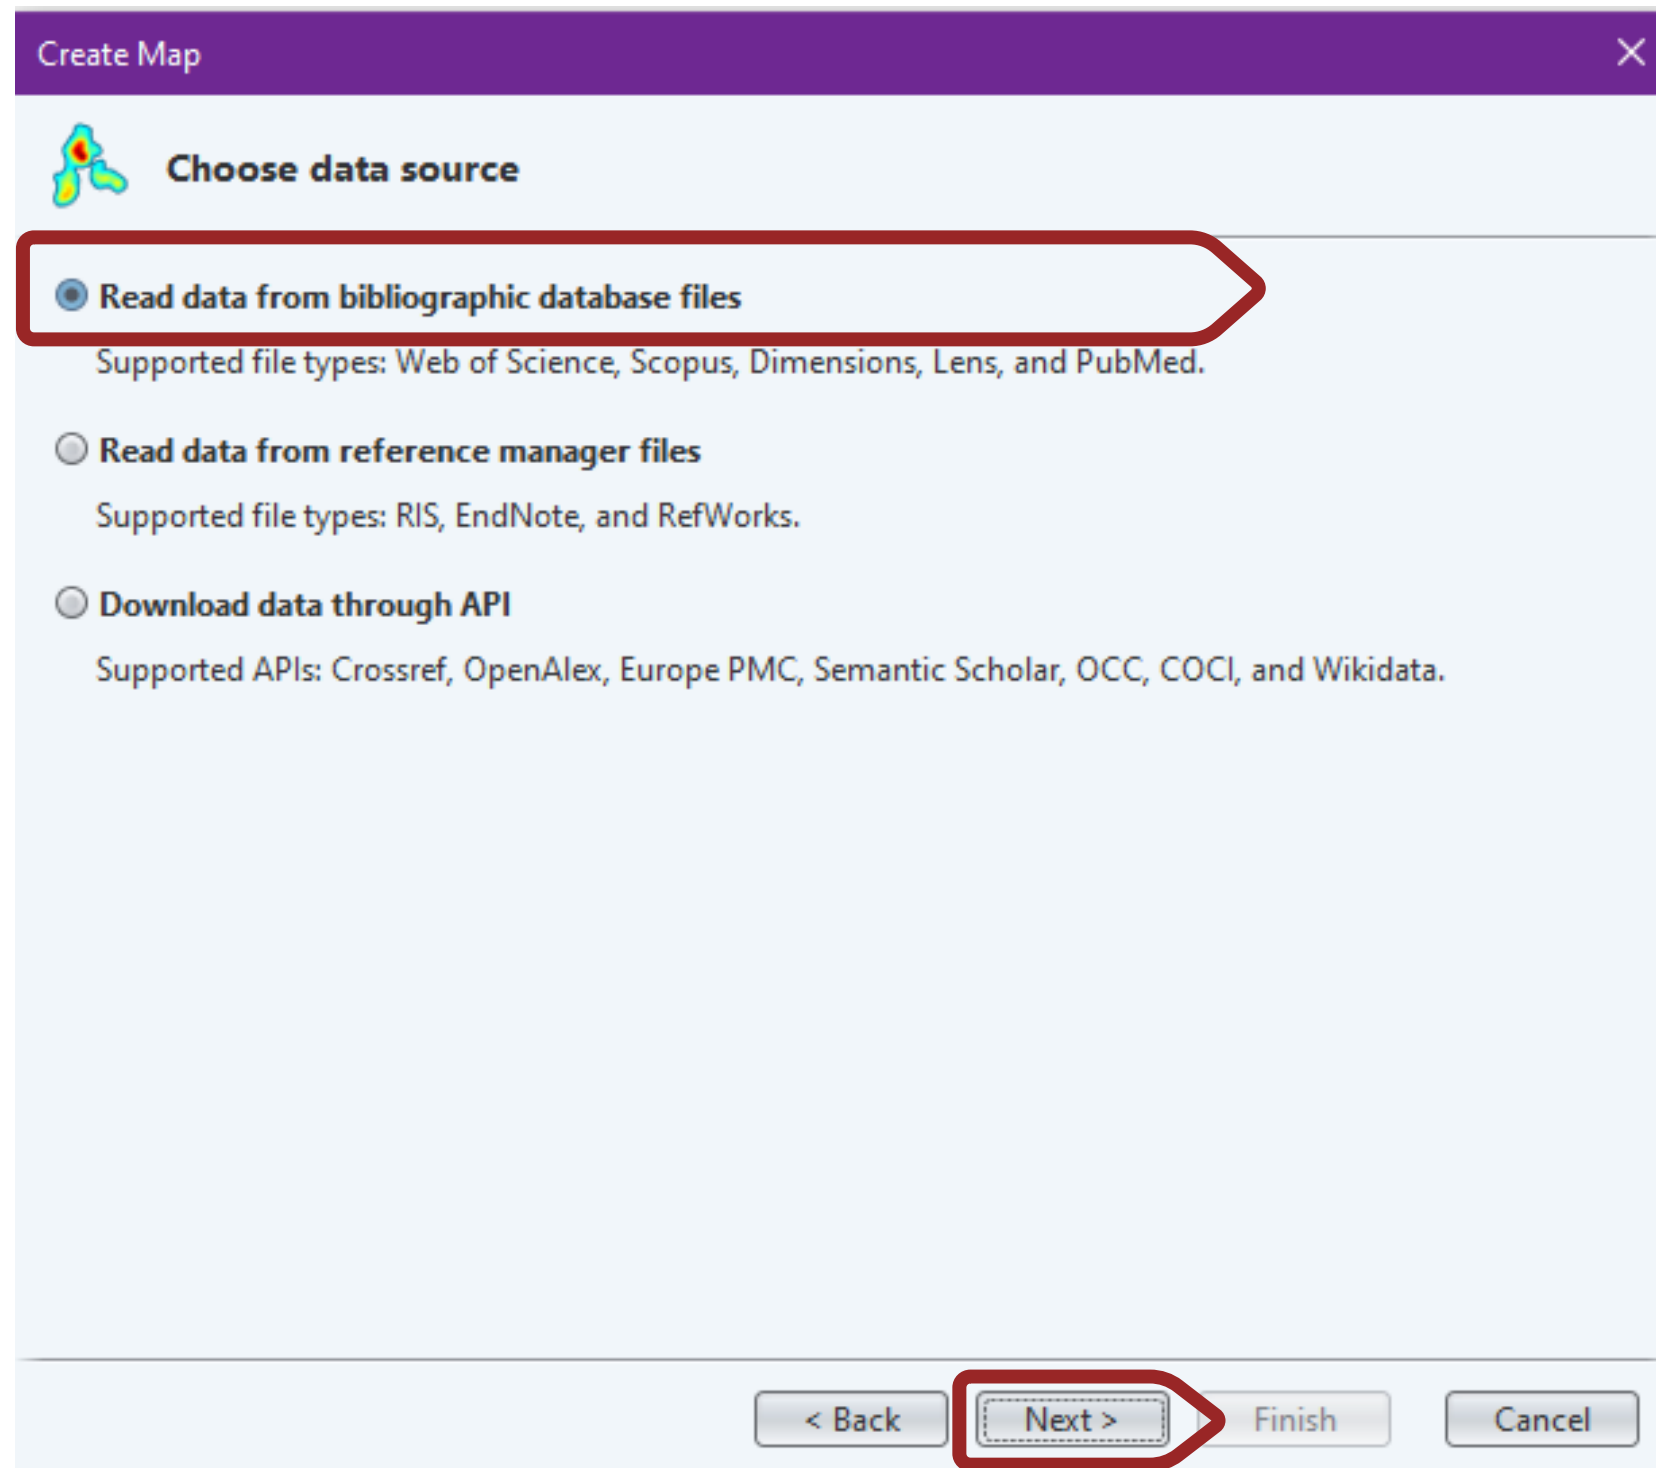 Create Map
Choose data source
Read data from bibliographic database files
Supported file types: Web of Science, Scopus, Dimensions, Lens, and PubMed.
Read data from reference manager files
Supported file types: RIS, EndNote, and RefWorks.
Download data through API
Supported APIs: Crossref, OpenAlex, Europe PMC, Semantic Scholar, OCC, COCI, and Wikidata.
< Back Next > Finish Cancel